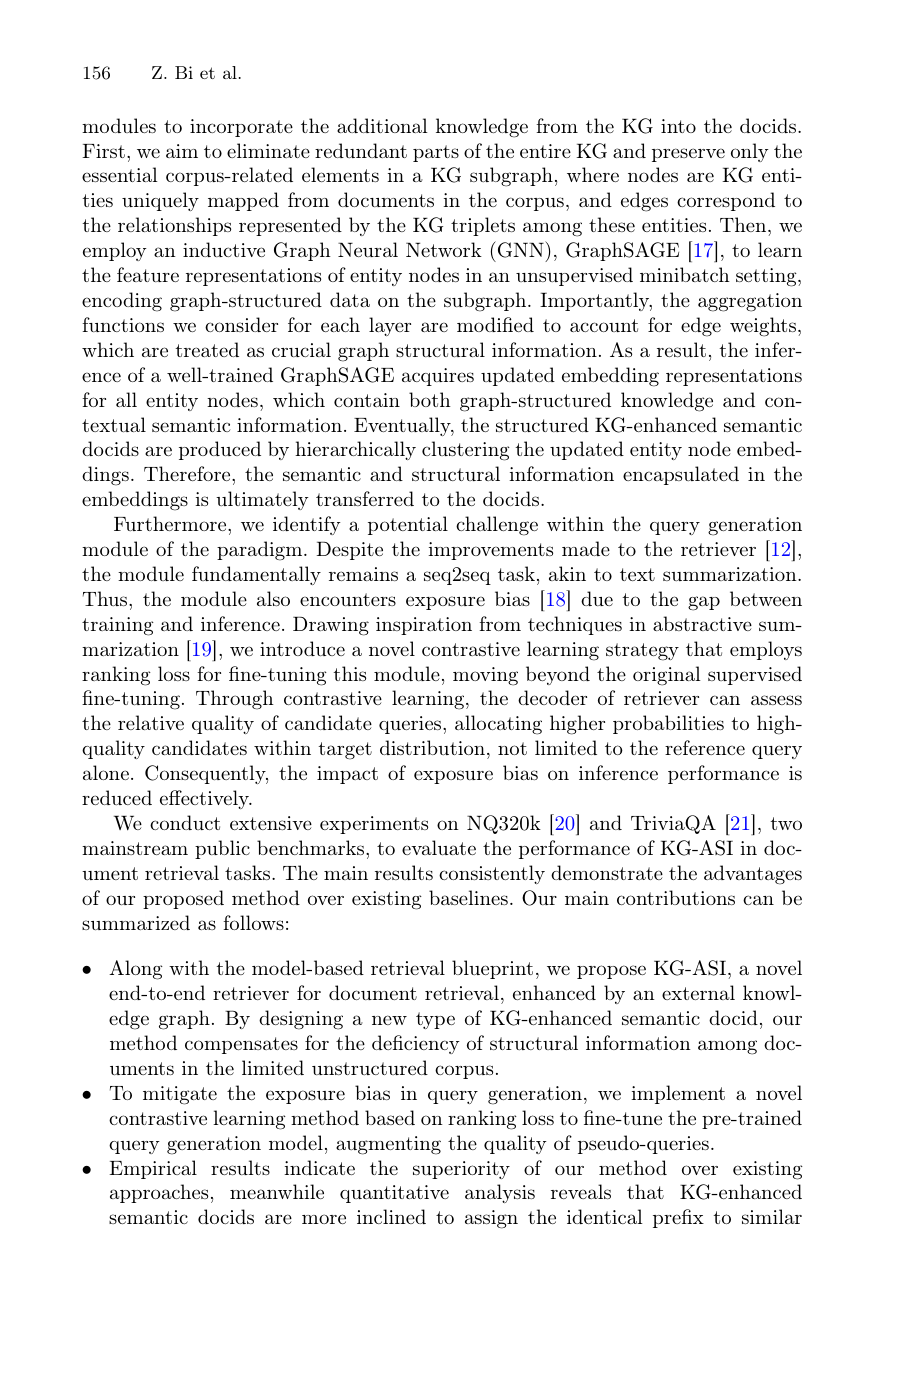 156 Z. Bi et al.
modules to incorporate the additional knowledge from the KG into the docids.
First, we aim to eliminate redundant parts of the entire KG and preserve only the
essential corpus-related elements in a KG subgraph, where nodes are KG enti-
ties uniquely mapped from documents in the corpus, and edges correspond to
the relationships represented by the KG triplets among these entities. Then, we
employ an inductive Graph Neural Network (GNN), GraphSAGE [17], to learn
the feature representations of entity nodes in an unsupervised minibatch setting,
encoding graph-structured data on the subgraph. Importantly, the aggregation
functions we consider for each layer are modified to account for edge weights,
which are treated as crucial graph structural information. As a result, the infer-
ence of a well-trained GraphSAGE acquires updated embedding representations
for all entity nodes, which contain both graph-structured knowledge and con-
textual semantic information. Eventually, the structured KG-enhanced semantic
docids are produced by hierarchically clustering the updated entity node embed-
dings. Therefore, the semantic and structural information encapsulated in the
embeddings is ultimately transferred to the docids.
Furthermore, we identify a potential challenge within the query generation
module of the paradigm. Despite the improvements made to the retriever [12],
the module fundamentally remains a seq2seq task, akin to text summarization.
Thus, the module also encounters exposure bias [18] due to the gap between
training and inference. Drawing inspiration from techniques in abstractive sum-
marization [19], we introduce a novel contrastive learning strategy that employs
ranking loss for fine-tuning this module, moving beyond the original supervised
fine-tuning. Through contrastive learning, the decoder of retriever can assess
the relative quality of candidate queries, allocating higher probabilities to high-
quality candidates within target distribution, not limited to the reference query
alone. Consequently, the impact of exposure bias on inference performance is
reduced effectively.
We conduct extensive experiments on NQ320k [20] and TriviaQA [21], two
mainstream public benchmarks, to evaluate the performance of KG-ASI in doc-
ument retrieval tasks. The main results consistently demonstrate the advantages
of our proposed method over existing baselines. Our main contributions can be
summarized as follows:
• Along with the model-based retrieval blueprint, we propose KG-ASI, a novel
end-to-end retriever for document retrieval, enhanced by an external knowl-
edge graph. By designing a new type of KG-enhanced semantic docid, our
method compensates for the deficiency of structural information among doc-
uments in the limited unstructured corpus.
• To mitigate the exposure bias in query generation, we implement a novel
contrastive learning method based on ranking loss to fine-tune the pre-trained
query generation model, augmenting the quality of pseudo-queries.
• Empirical results indicate the superiority of our method over existing
approaches, meanwhile quantitative analysis reveals that KG-enhanced
semantic docids are more inclined to assign the identical prefix to similar